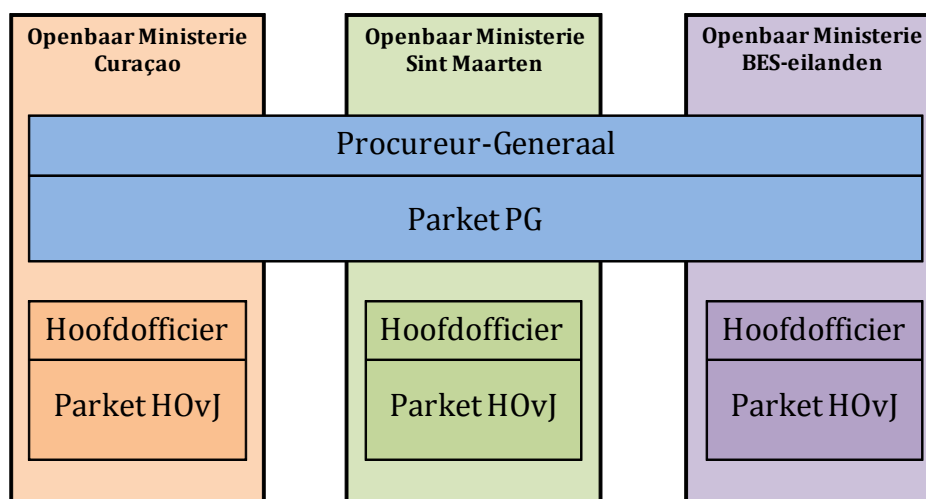 Openbaar Ministerie
Curaçao
Openbaar Ministerie
Sint Maarten
Openbaar Ministerie
BES-eilanden
Procureur-Generaal
Parket PG
Hoofdofficier
Parket HOvJ
Hoofdofficier
Parket HOvJ
Hoofdofficier
Parket HOvJ